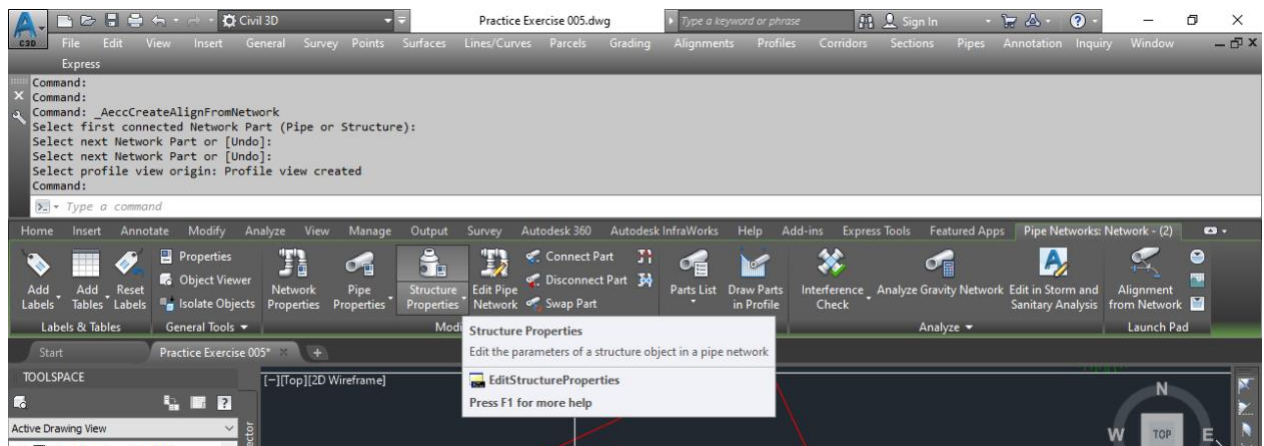 C3D
Civil 3D
Practice Exercise 005.dwg
Type a keyword or phrase
Sign In
File Edit View Insert General Survey Points Surfaces Lines/Curves Parcels Grading Alignments Profiles Corridors Sections Pipes Annotation Inquiry Window
Express
Command:
Command:
Command: _AeccCreateAlignFromNetwork
Select first connected Network Part (Pipe or Structure):
Select next Network Part or [Undo]:
Select next Network Part or [Undo]:
Select profile view origin: Profile view created
Command:
Type a command
Home Insert Annotate Modify Analyze View Manage Output Survey Autodesk 360 Autodesk InfraWorks Help Add-ins Express Tools Featured Apps Pipe Networks: Network - (2)
Add Labels
Add Tables
Reset Labels
Properties
Object Viewer
Isolate Objects
Network Properties
Pipe Properties
Structure Properties
Edit Pipe Network
Connect Part
Disconnect Part
Swap Part
Parts List
Draw Parts in Profile
Interference Check
Analyze Gravity Network
Edit in Storm and Sanitary Analysis
Alignment from Network
Labels & Tables General Tools Modi Analyze Launch Pad
Structure Properties
Edit the parameters of a structure object in a pipe network
EditStructureProperties
Press F1 for more help
Start Practice Exercise 005*
TOOLSPACE
[-][Top][2D Wireframe]
Active Drawing View
ector
N
W TOP E